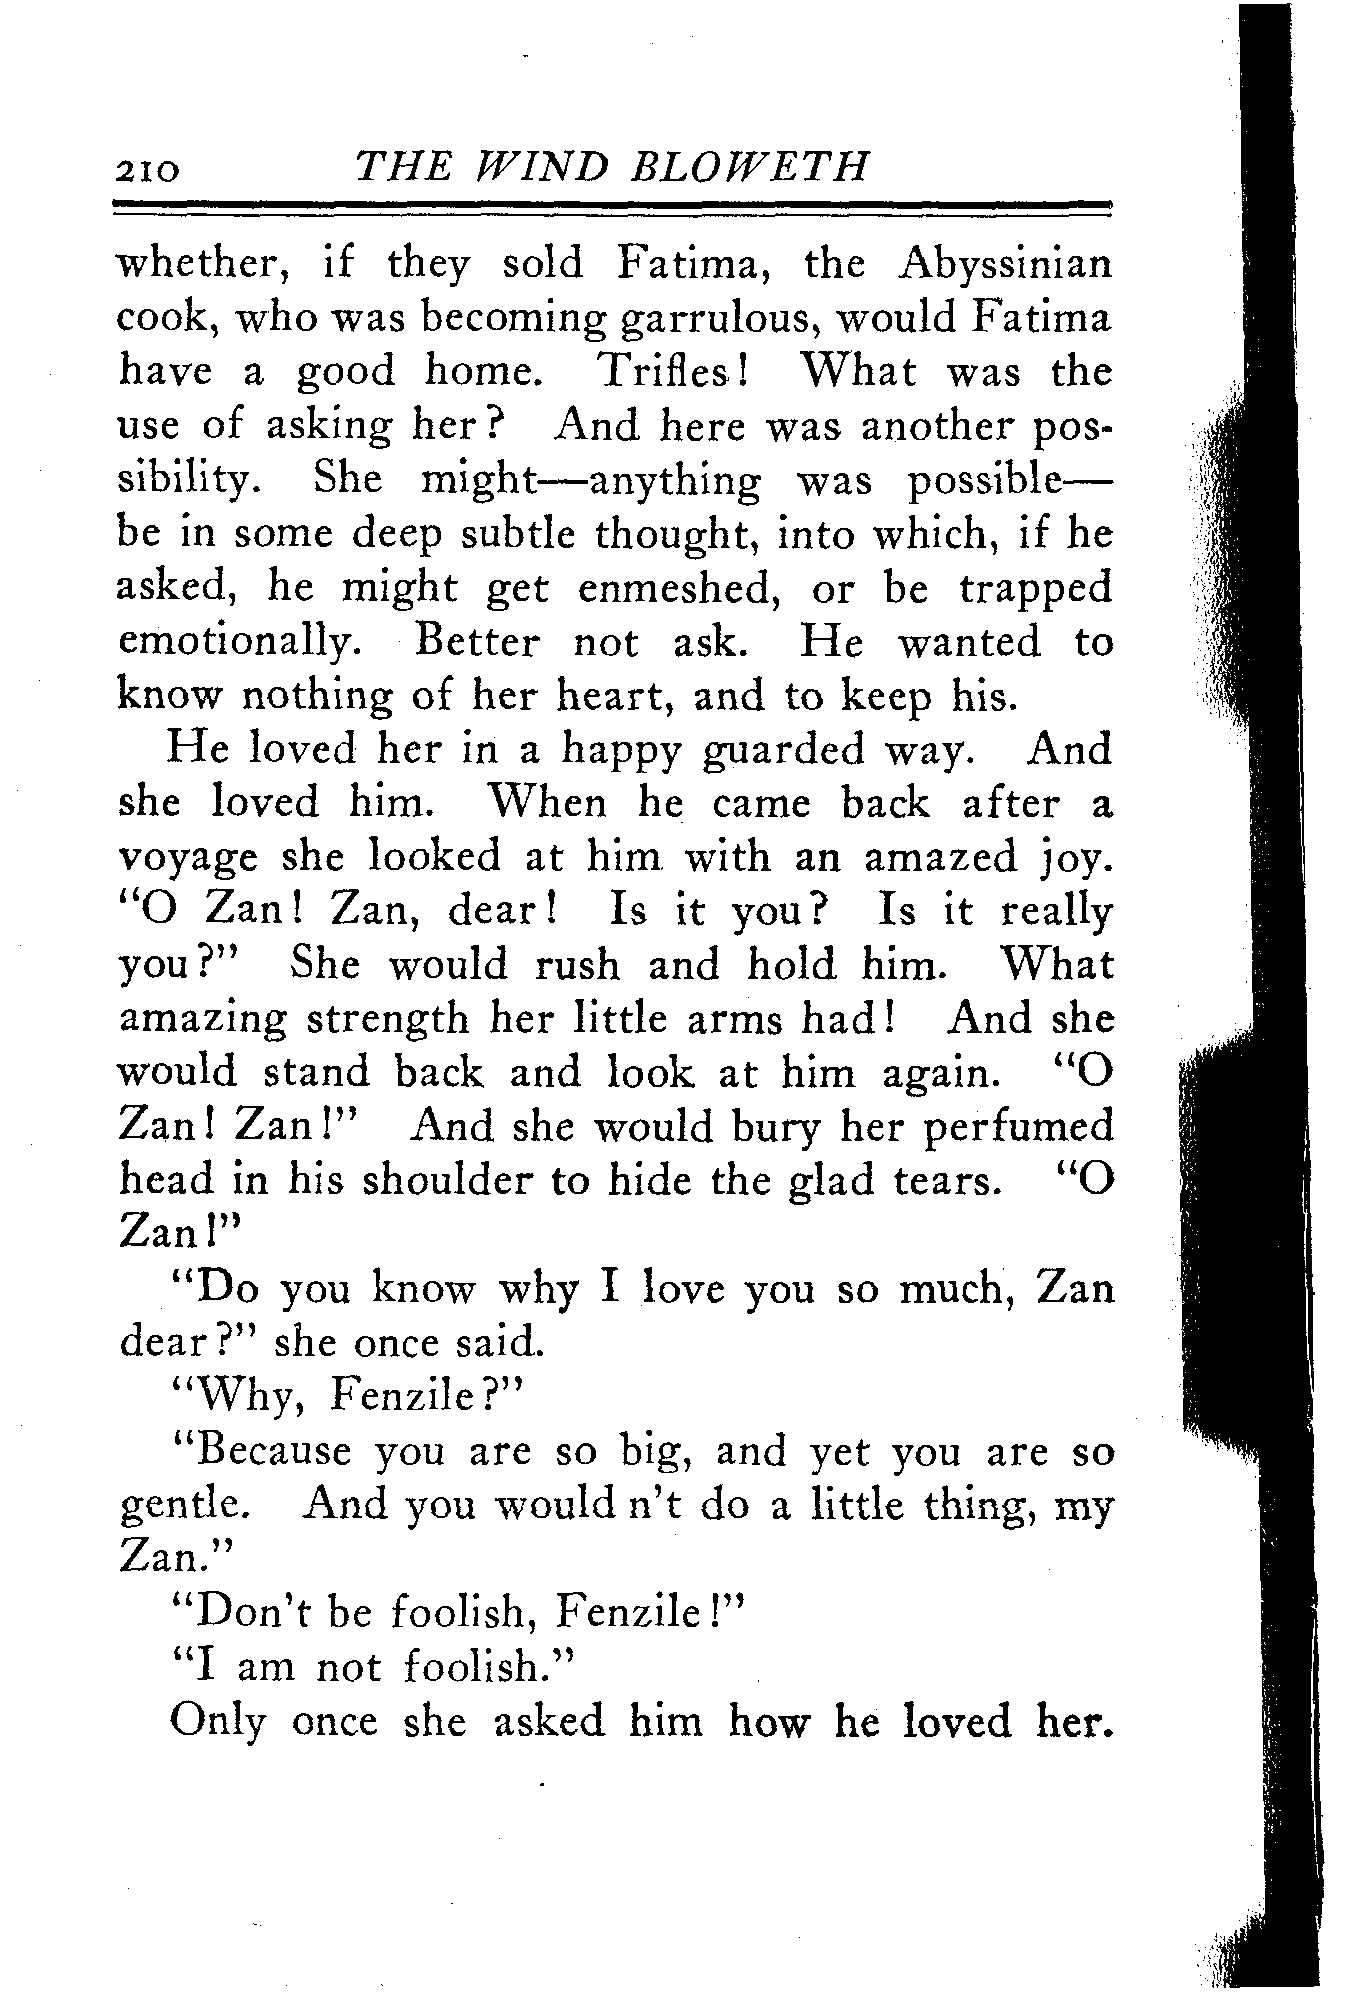 210 THE WIND BLOWETH
whether, if they sold Fatima, the Abyssinian
cook, who was becoming garrulous, would Fatima
have a good home. Trifles! What was the
use of asking her? And here was another pos-
sibility. She might—anything was possible—
be in some deep subtle thought, into which, if he
asked, he might get enmeshed, or be trapped
emotionally. Better not ask. He wanted to
know nothing of her heart, and to keep his.
He loved her in a happy guarded way. And
she loved him. When he came back after a
voyage she looked at him with an amazed joy.
“O Zan! Zan, dear! Is it you? Is it really
you?” She would rush and hold him. What
amazing strength her little arms had! And she
would stand back and look at him again. “O
Zan! Zan!” And she would bury her perfumed
head in his shoulder to hide the glad tears. “O
Zan!”
“Do you know why I love you so much, Zan
dear?” she once said.
“Why, Fenzile?”
“Because you are so big, and yet you are so
gentle. And you would n’t do a little thing, my
Zan.”
“Don’t be foolish, Fenzile!”
“I am not foolish.”
Only once she asked him how he loved her.